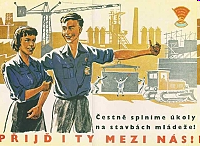 Čestně splníme úkoly
na stavbách mládeže!
PŘIJĎ I TY MEZI NÁS!